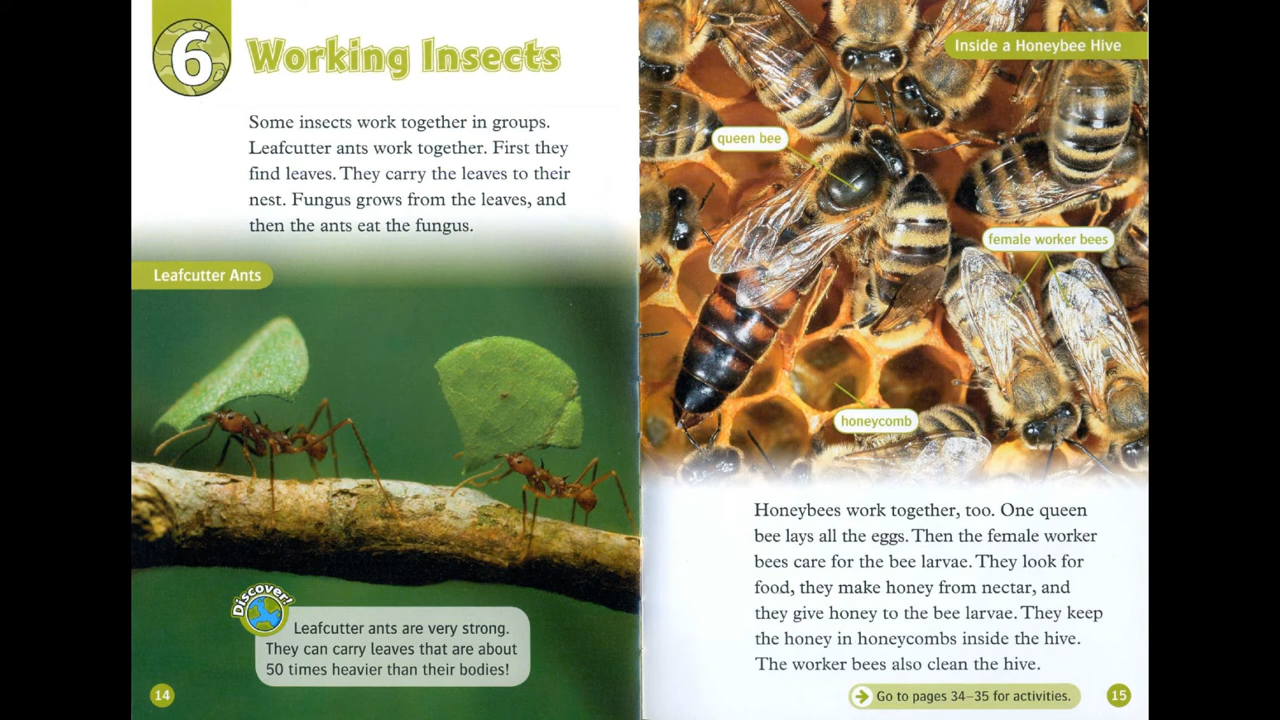 6
Working Insects
Some insects work together in groups.
Leafcutter ants work together. First they
find leaves. They carry the leaves to their
nest. Fungus grows from the leaves, and
then the ants eat the fungus.
Leafcutter Ants
Discover!
Leafcutter ants are very strong.
They can carry leaves that are about
50 times heavier than their bodies!
14
Inside a Honeybee Hive
queen bee
female worker bees
honeycomb
Honeybees work together, too. One queen
bee lays all the eggs. Then the female worker
bees care for the bee larvae. They look for
food, they make honey from nectar, and
they give honey to the bee larvae. They keep
the honey in honeycombs inside the hive.
The worker bees also clean the hive.
Go to pages 34–35 for activities.
15